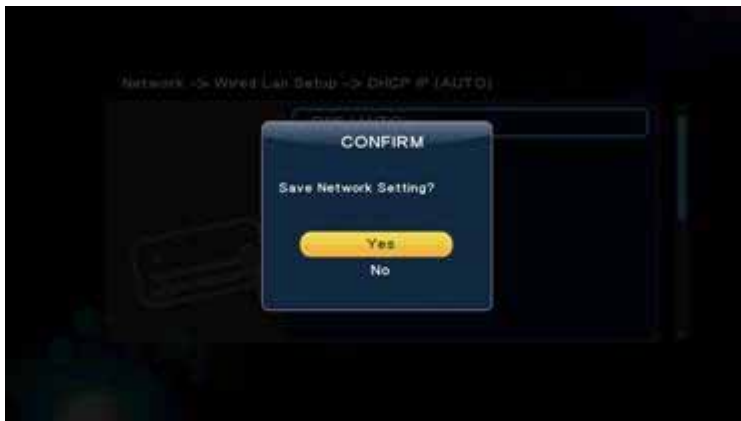 Network -> Wired Lan Setup -> DHCP IP (AUTO)
CONFIRM
Save Network Setting?
Yes
No